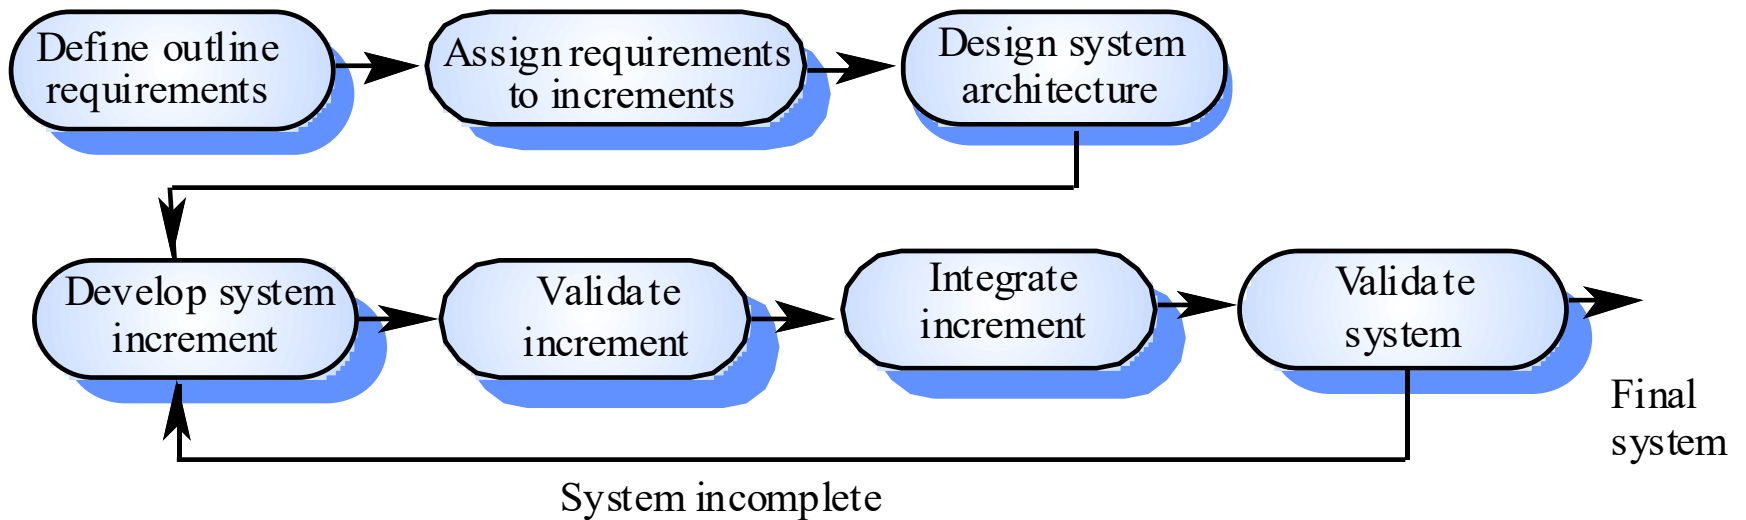 Define outline
requirements
Assign requirements
to increments
Design system
architecture
Develop system
increment
Validate
increment
Integrate
increment
Validate
system
Final
system
System incomplete